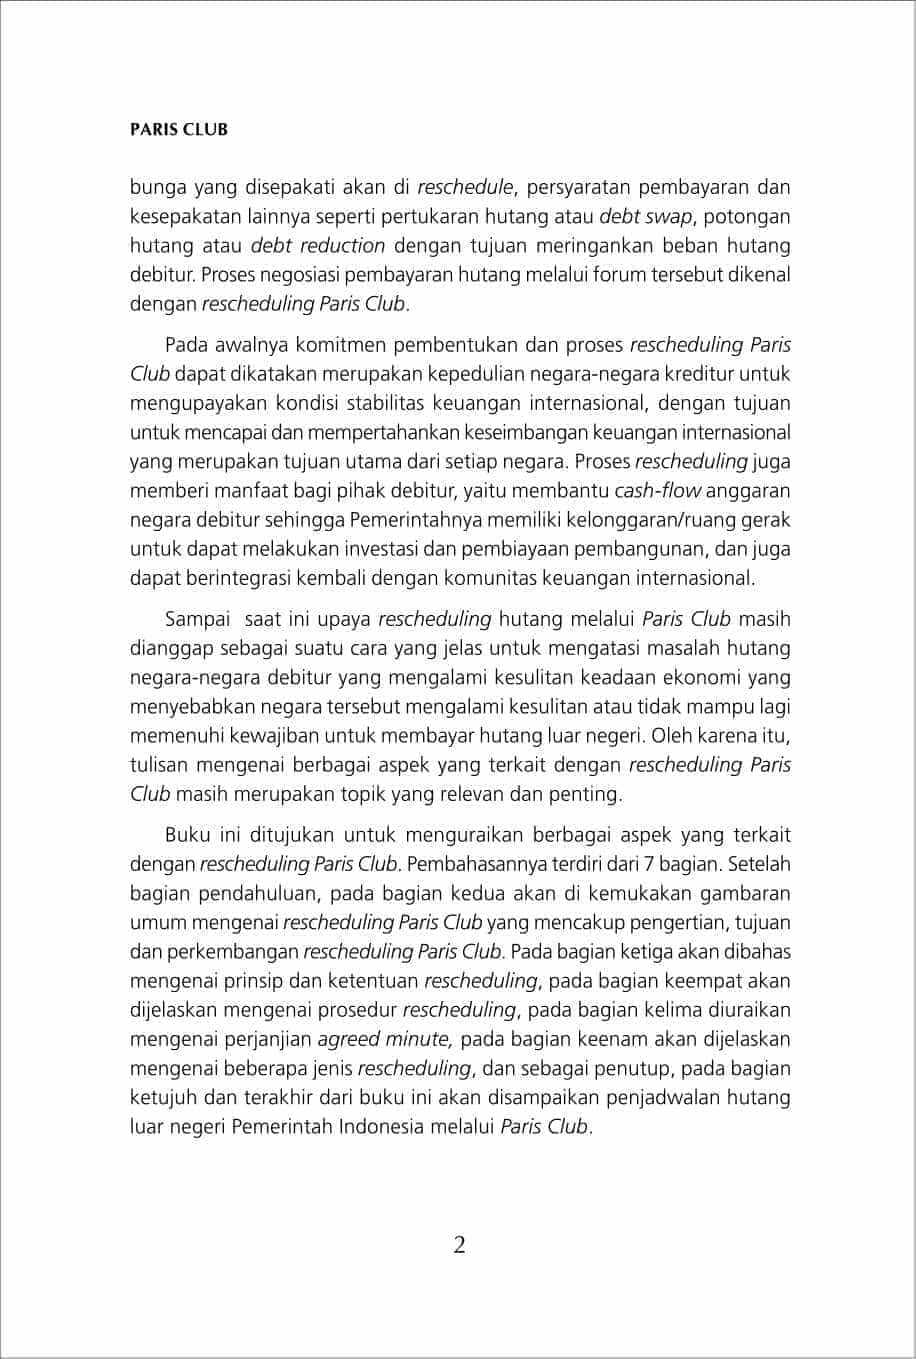 PARIS CLUB
bunga yang disepakati akan di reschedule, persyaratan pembayaran dan
kesepakatan lainnya seperti pertukaran hutang atau debt swap, potongan
hutang atau debt reduction dengan tujuan meringankan beban hutang
debitur. Proses negosiasi pembayaran hutang melalui forum tersebut dikenal
dengan rescheduling Paris Club.
Pada awalnya komitmen pembentukan dan proses rescheduling Paris
Club dapat dikatakan merupakan kepedulian negara-negara kreditur untuk
mengupayakan kondisi stabilitas keuangan internasional, dengan tujuan
untuk mencapai dan mempertahankan keseimbangan keuangan internasional
yang merupakan tujuan utama dari setiap negara. Proses rescheduling juga
memberi manfaat bagi pihak debitur, yaitu membantu cash-flow anggaran
negara debitur sehingga Pemerintahnya memiliki kelonggaran/ruang gerak
untuk dapat melakukan investasi dan pembiayaan pembangunan, dan juga
dapat berintegrasi kembali dengan komunitas keuangan internasional.
Sampai saat ini upaya rescheduling hutang melalui Paris Club masih
dianggap sebagai suatu cara yang jelas untuk mengatasi masalah hutang
negara-negara debitur yang mengalami kesulitan keadaan ekonomi yang
menyebabkan negara tersebut mengalami kesulitan atau tidak mampu lagi
memenuhi kewajiban untuk membayar hutang luar negeri. Oleh karena itu,
tulisan mengenai berbagai aspek yang terkait dengan rescheduling Paris
Club masih merupakan topik yang relevan dan penting.
Buku ini ditujukan untuk menguraikan berbagai aspek yang terkait
dengan rescheduling Paris Club. Pembahasannya terdiri dari 7 bagian. Setelah
bagian pendahuluan, pada bagian kedua akan di kemukakan gambaran
umum mengenai rescheduling Paris Club yang mencakup pengertian, tujuan
dan perkembangan rescheduling Paris Club. Pada bagian ketiga akan dibahas
mengenai prinsip dan ketentuan rescheduling, pada bagian keempat akan
dijelaskan mengenai prosedur rescheduling, pada bagian kelima diuraikan
mengenai perjanjian agreed minute, pada bagian keenam akan dijelaskan
mengenai beberapa jenis rescheduling, dan sebagai penutup, pada bagian
ketujuh dan terakhir dari buku ini akan disampaikan penjadwalan hutang
luar negeri Pemerintah Indonesia melalui Paris Club.
2